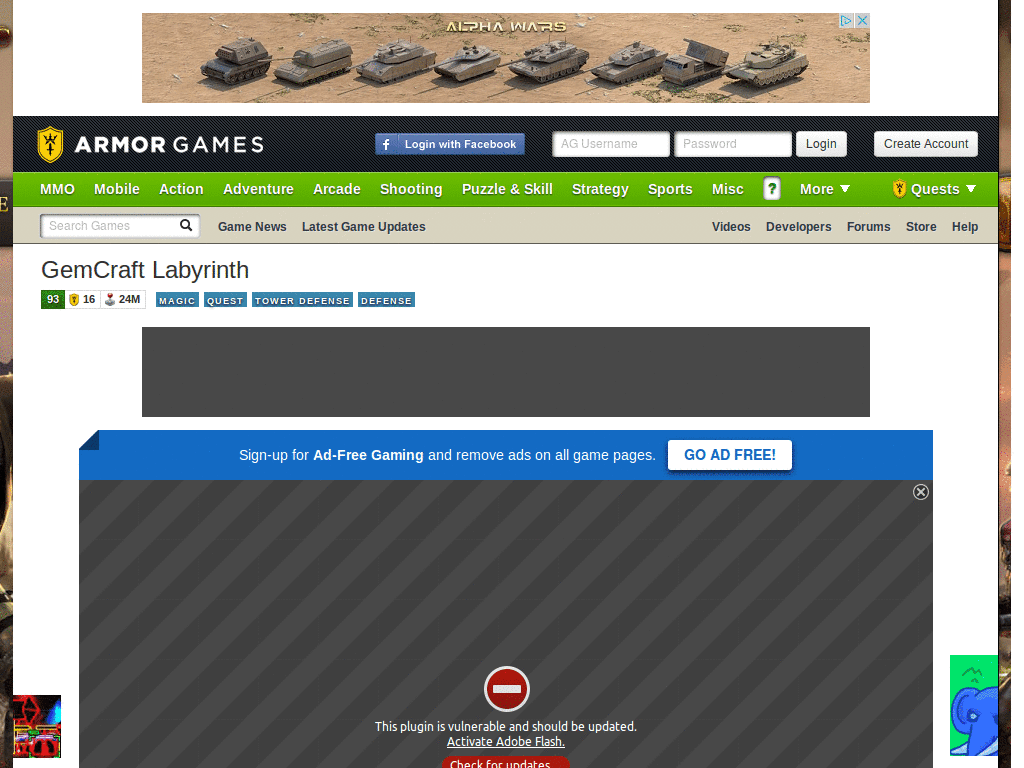 ALPHA WARS
ARMOR GAMES
f Login with Facebook
AG Username
Password
Login
Create Account
MMO Mobile Action Adventure Arcade Shooting Puzzle & Skill Strategy Sports Misc ? More Quests
E
Search Games
Game News Latest Game Updates
Videos Developers Forums Store Help
GemCraft Labyrinth
93 16 24M MAGIC QUEST TOWER DEFENSE DEFENSE
Sign-up for Ad-Free Gaming and remove ads on all game pages. GO AD FREE!
This plugin is vulnerable and should be updated.
Activate Adobe Flash.
Check for updates...